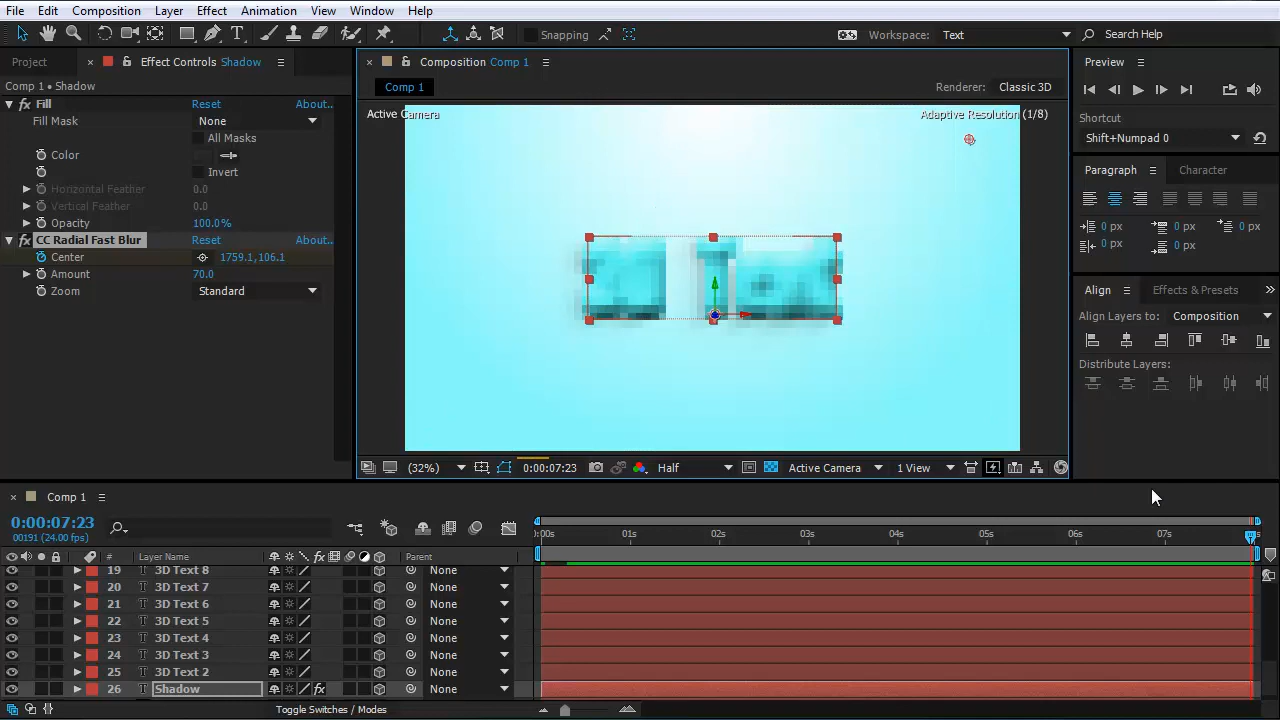 File Edit Composition Layer Effect Animation View Window Help
Snapping Workspace: Text Search Help
Project × Effect Controls Shadow
Comp 1 • Shadow
fx Fill Reset About...
Fill Mask None
All Masks
Color
Invert
Horizontal Feather 0.0
Vertical Feather 0.0
Opacity 100.0%
fx CC Radial Fast Blur Reset About...
Center 1759.1,106.1
Amount 70.0
Zoom Standard
× Composition Comp 1
Comp 1 Renderer: Classic 3D
Active Camera Adaptive Resolution (1/8)
(32%) 0:00:07:23 Half Active Camera 1 View
Preview
Shortcut
Shift+Numpad 0
Paragraph Character
0 px 0 px
0 px 0 px
Align Effects & Presets »
Align Layers to: Composition
Distribute Layers:
× Comp 1
0:00:07:23
00191 (24.00 fps)
:00s 01s 02s 03s 04s 05s 06s 07s
# Layer Name fx Parent
19 T 3D Text 8 None
20 T 3D Text 7 None
21 T 3D Text 6 None
22 T 3D Text 5 None
23 T 3D Text 4 None
24 T 3D Text 3 None
25 T 3D Text 2 None
26 T Shadow fx None
Toggle Switches / Modes